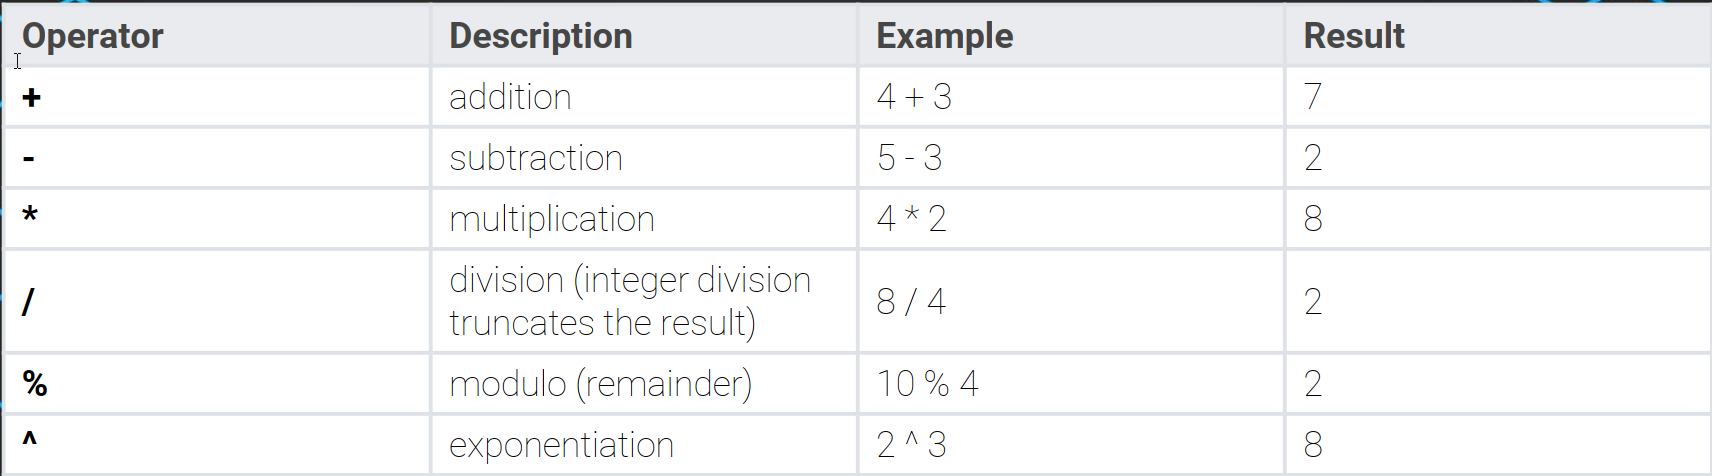 Operator Description Example Result
+ addition 4 + 3 7
- subtraction 5 - 3 2
* multiplication 4 * 2 8
/ division (integer division truncates the result) 8 / 4 2
% modulo (remainder) 10 % 4 2
^ exponentiation 2 ^ 3 8